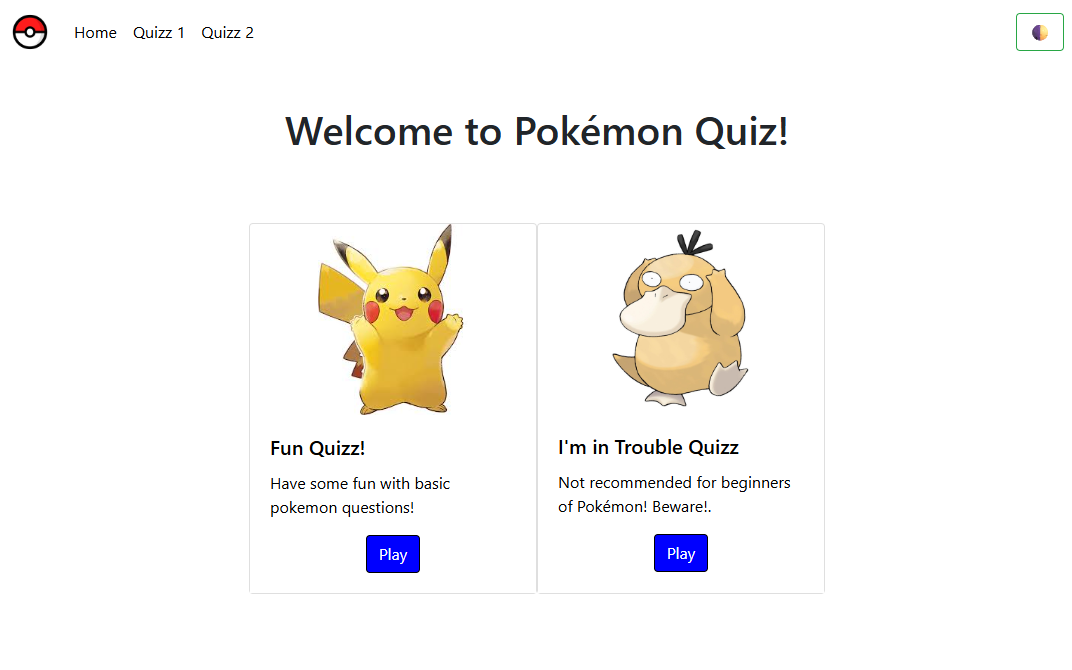 Home Quizz 1 Quizz 2
Welcome to Pokémon Quiz!
Fun Quizz!
Have some fun with basic
pokemon questions!
Play
I'm in Trouble Quizz
Not recommended for beginners
of Pokémon! Beware!.
Play